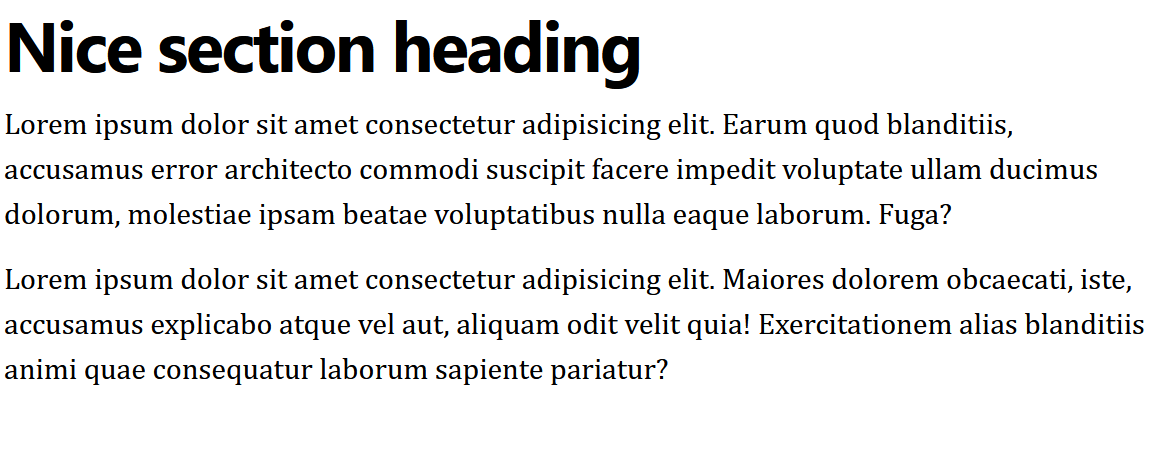 Nice section heading
Lorem ipsum dolor sit amet consectetur adipisicing elit. Earum quod blanditiis,
accusamus error architecto commodi suscipit facere impedit voluptate ullam ducimus
dolorum, molestiae ipsam beatae voluptatibus nulla eaque laborum. Fuga?
Lorem ipsum dolor sit amet consectetur adipisicing elit. Maiores dolorem obcaecati, iste,
accusamus explicabo atque vel aut, aliquam odit velit quia! Exercitationem alias blanditiis
animi quae consequatur laborum sapiente pariatur?